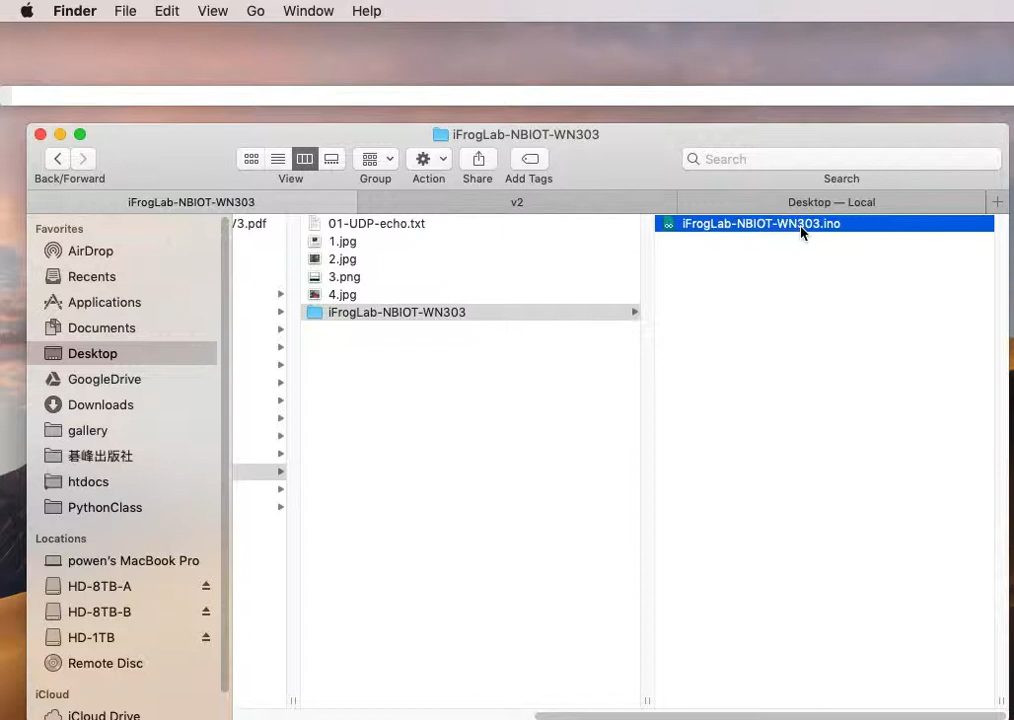 Finder File Edit View Go Window Help
iFrogLab-NBIOT-WN303
Back/Forward View Group Action Share Add Tags Search
Search
iFrogLab-NBIOT-WN303 v2 Desktop — Local
Favorites
AirDrop
Recents
Applications
Documents
Desktop
GoogleDrive
Downloads
gallery
碁峰出版社
htdocs
PythonClass
Locations
powen's MacBook Pro
HD-8TB-A
HD-8TB-B
HD-1TB
Remote Disc
iCloud
iCloud Drive
/3.pdf
01-UDP-echo.txt
1.jpg
2.jpg
3.png
4.jpg
iFrogLab-NBIOT-WN303
iFrogLab-NBIOT-WN303.ino